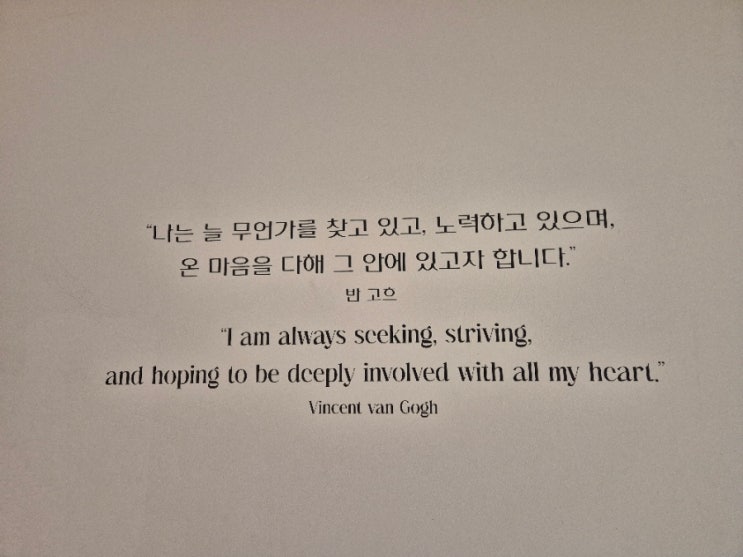 “나는 늘 무언가를 찾고 있고, 노력하고 있으며,
온 마음을 다해 그 안에 있고자 합니다.”
반 고흐
“I am always seeking, striving,
and hoping to be deeply involved with all my heart.”
Vincent van Gogh